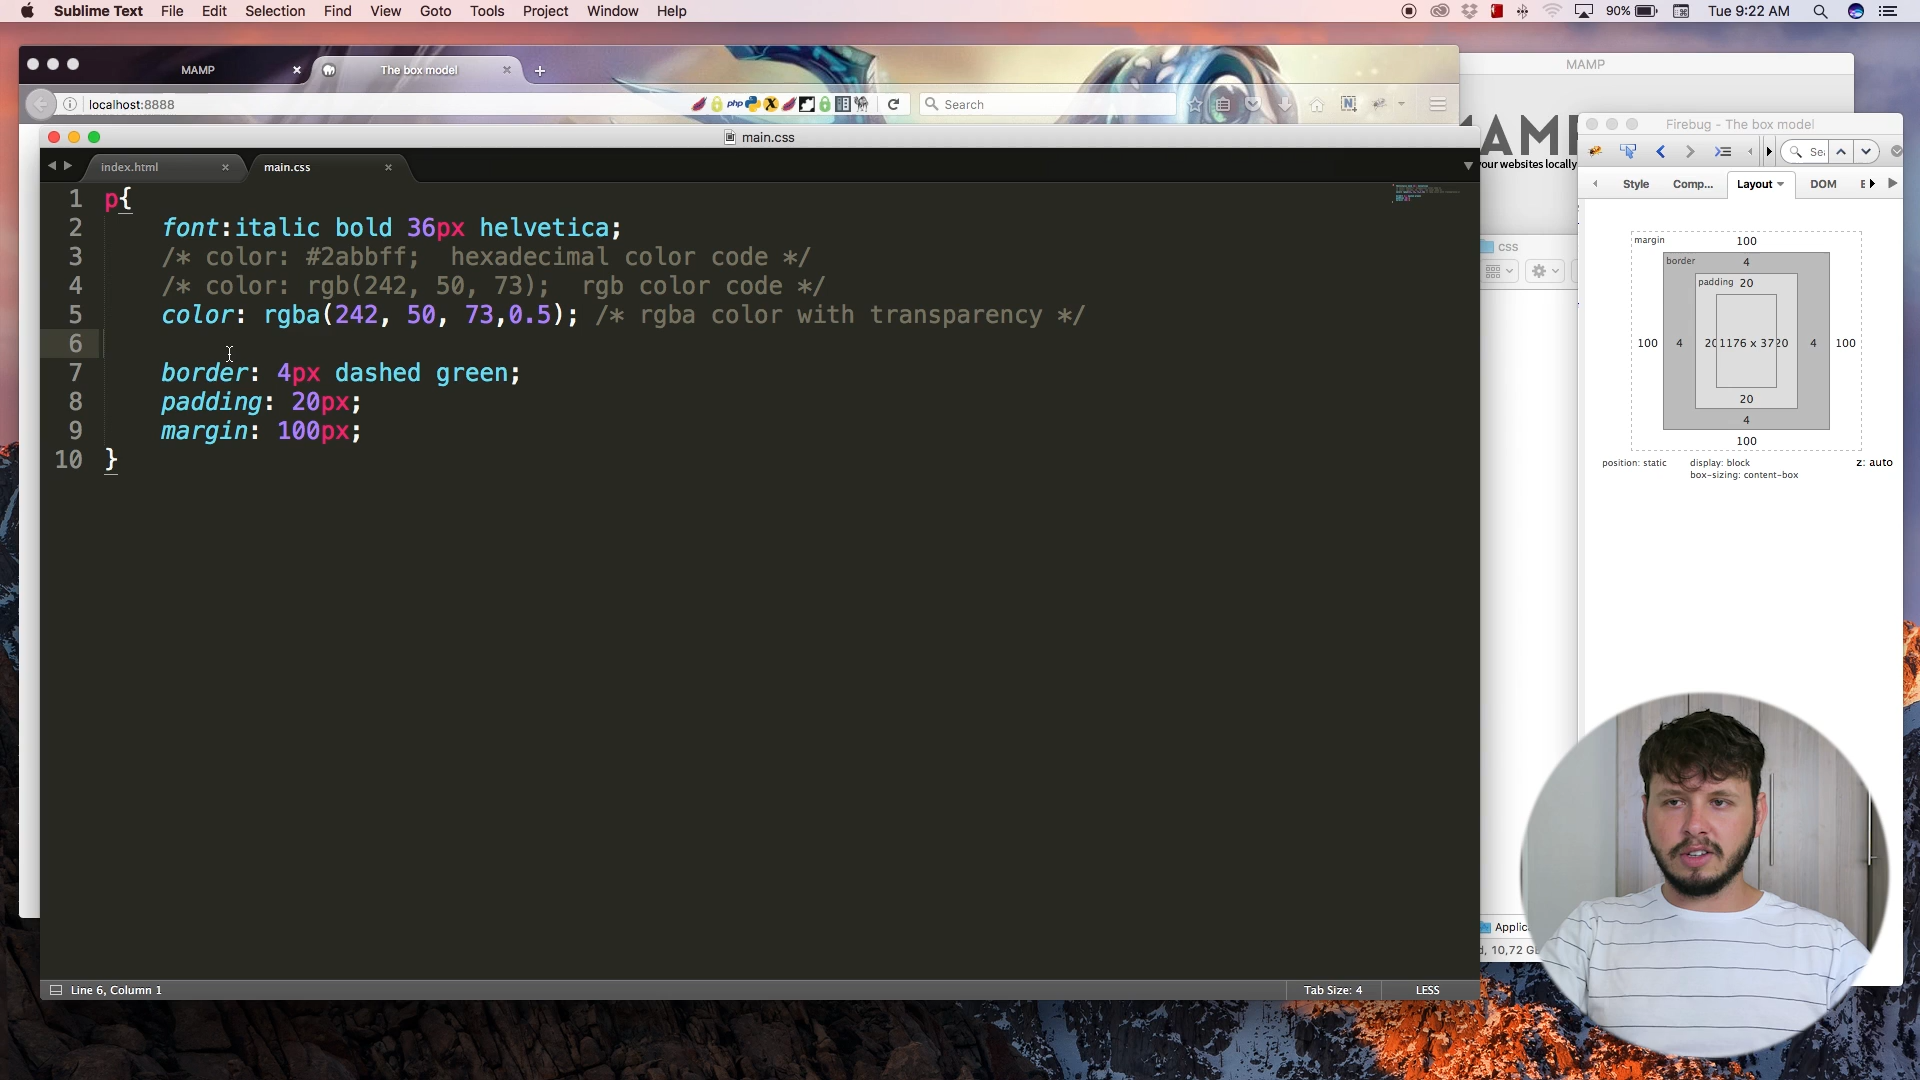 Sublime Text File Edit Selection Find View Goto Tools Project Window Help
90% Tue 9:22 AM
MAMP
The box model
MAMP
localhost:8888
php
Search
main.css
your websites locally
Firebug - The box model
index.html
main.css
Style Comp... Layout DOM
1 p{
2 font:italic bold 36px helvetica;
3 /* color: #2abbff;  hexadecimal color code */
4 /* color: rgb(242, 50, 73);  rgb color code */
5 color: rgba(242, 50, 73,0.5); /* rgba color with transparency */
6
7 border: 4px dashed green;
8 padding: 20px;
9 margin: 100px;
10 }
css
margin 100
border 4
padding 20
100 4 20 1176 x 37 20 4 100
20
4
100
position: static display: block z: auto
box-sizing: content-box
Line 6, Column 1
Tab Size: 4 LESS